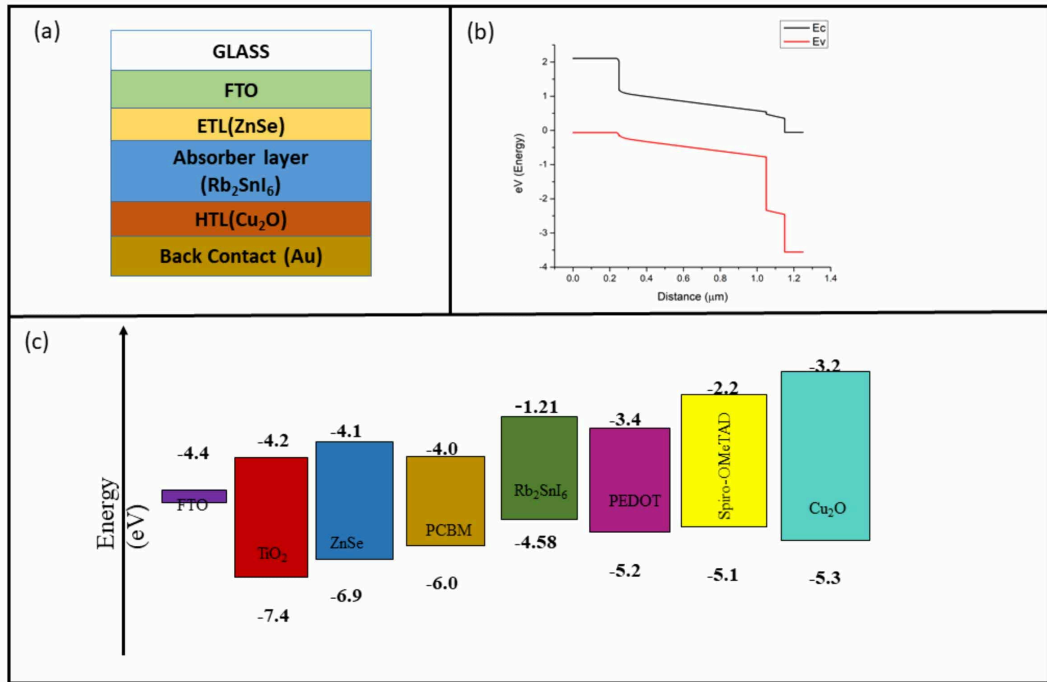 (a)
GLASS
FTO
ETL(ZnSe)
Absorber layer
(Rb₂SnI₆)
HTL(Cu₂O)
Back Contact (Au)
(b)
Ec
Ev
2
1
0
-1
-2
-3
-4
eV (Energy)
0.0 0.2 0.4 0.6 0.8 1.0 1.2 1.4
Distance (μm)
(c)
Energy
(eV)
-4.4
FTO
-4.2
TiO₂
-7.4
-4.1
ZnSe
-6.9
-4.0
PCBM
-6.0
-1.21
Rb₂SnI₆
-4.58
-3.4
PEDOT
-5.2
-2.2
Spiro-OMeTAD
-5.1
-3.2
Cu₂O
-5.3